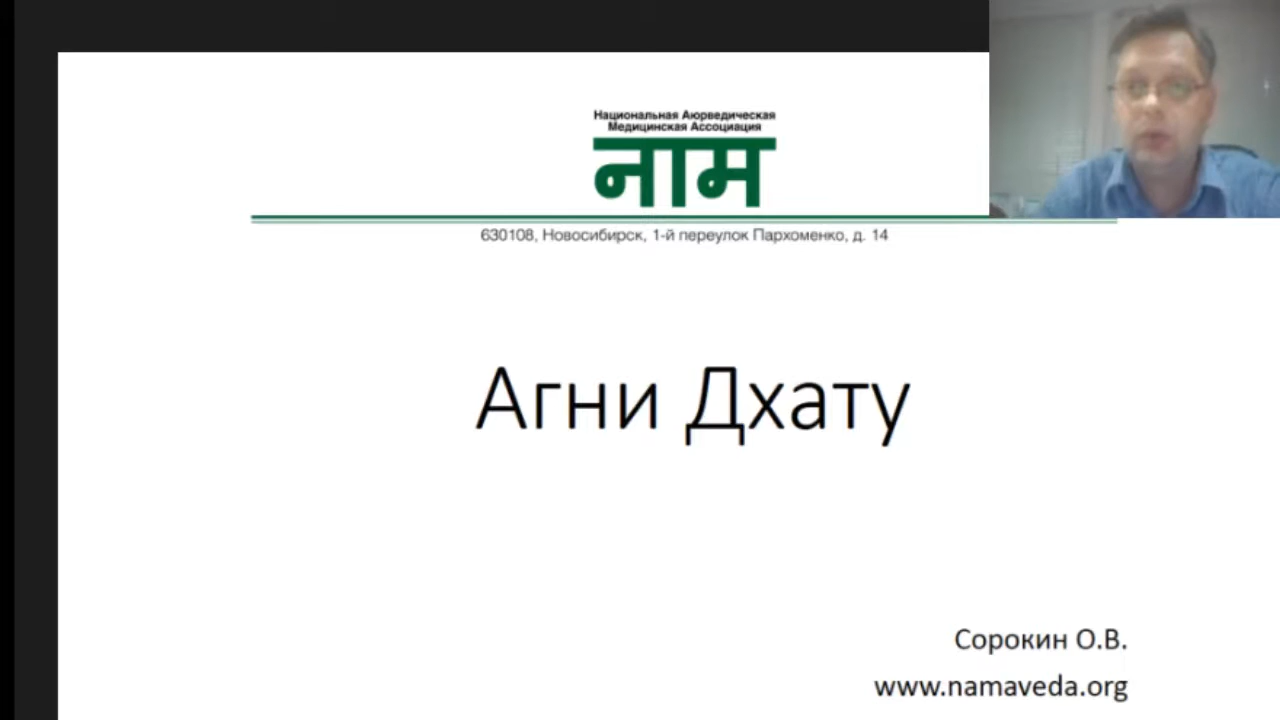 Национальная Аюрведическая
Медицинская Ассоциация
नाम
630108, Новосибирск, 1-й переулок Пархоменко, д. 14
Агни Дхату
Сорокин О.В.
www.namaveda.org